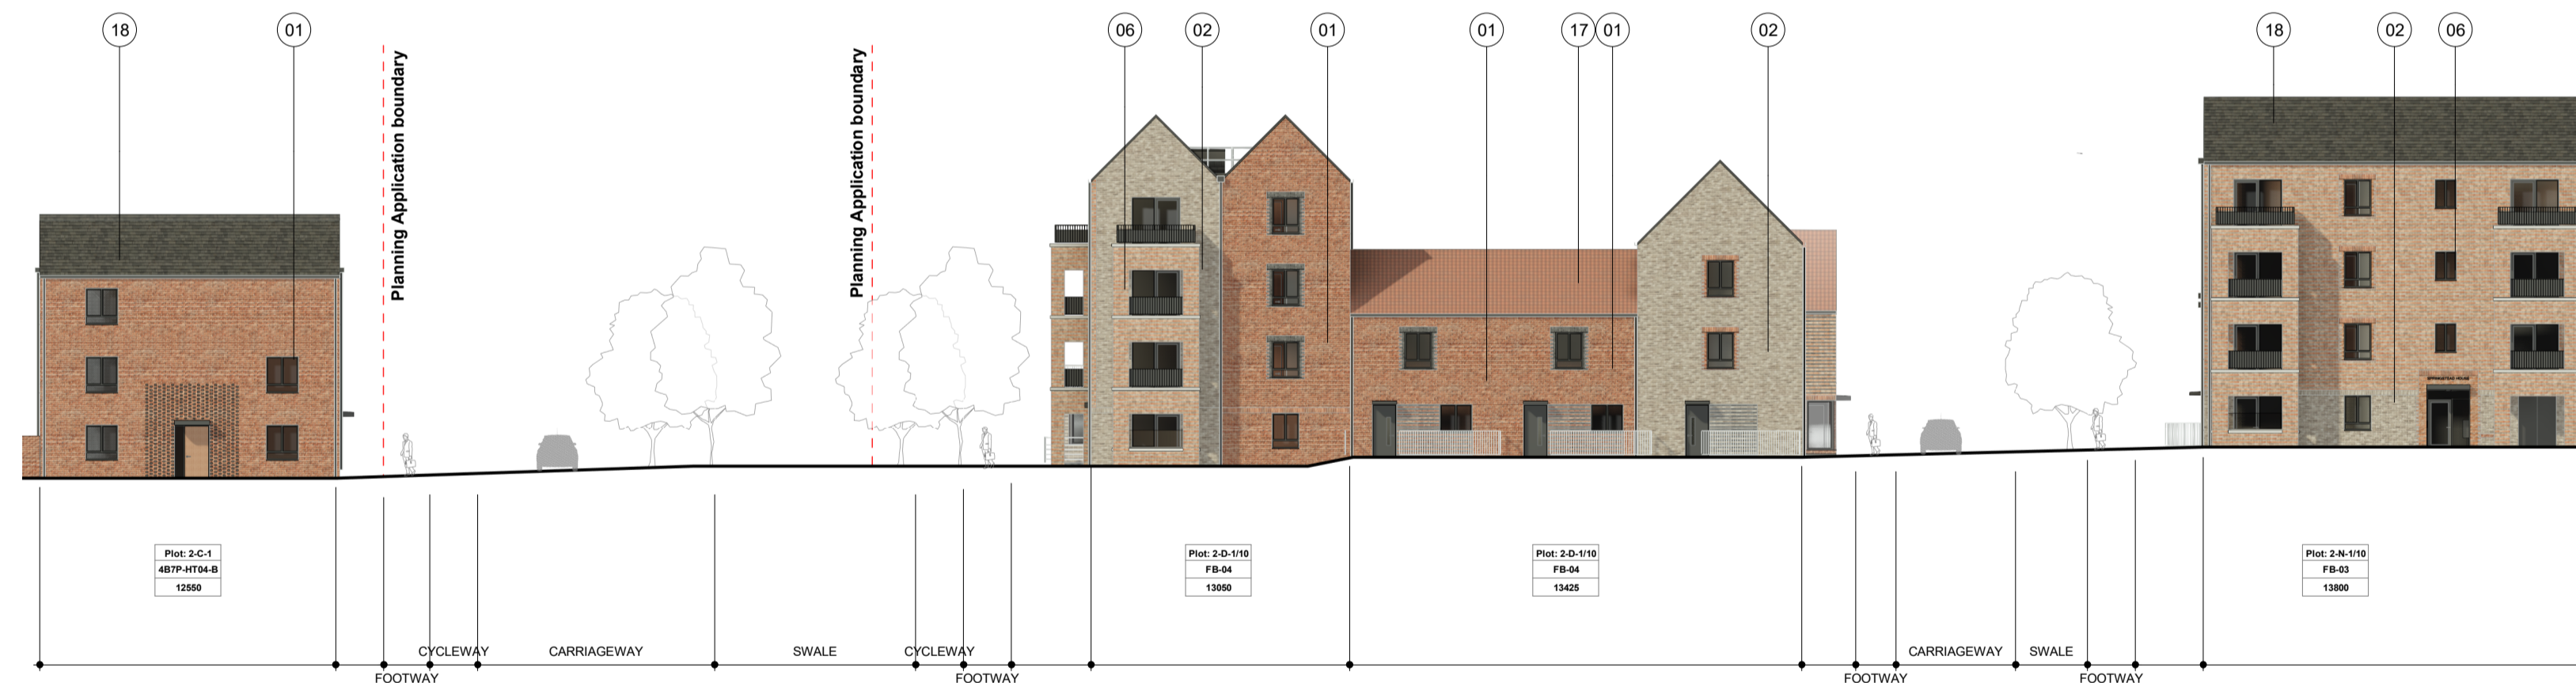 18
01
06
02
01
01
17
01
02
18
02
06
Planning Application boundary
Planning Application boundary
SPRINGSTEAD HOUSE
Plot: 2-C-1
4B7P-HT04-B
12550
Plot: 2-D-1/10
FB-04
13050
Plot: 2-D-1/10
FB-04
13425
Plot: 2-N-1/10
FB-03
13800
CYCLEWAY
CARRIAGEWAY
SWALE
CYCLEWAY
CARRIAGEWAY
SWALE
FOOTWAY
FOOTWAY
FOOTWAY
FOOTWAY